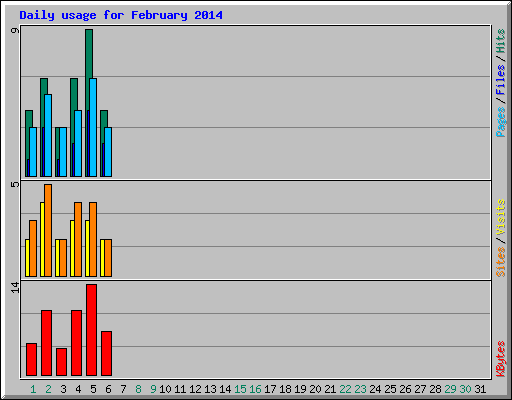 Daily usage for February 2014
9
Pages / Files / Hits
5
Sites / Visits
14
KBytes
1 2 3 4 5 6 7 8 9 10 11 12 13 14 15 16 17 18 19 20 21 22 23 24 25 26 27 28 29 30 31